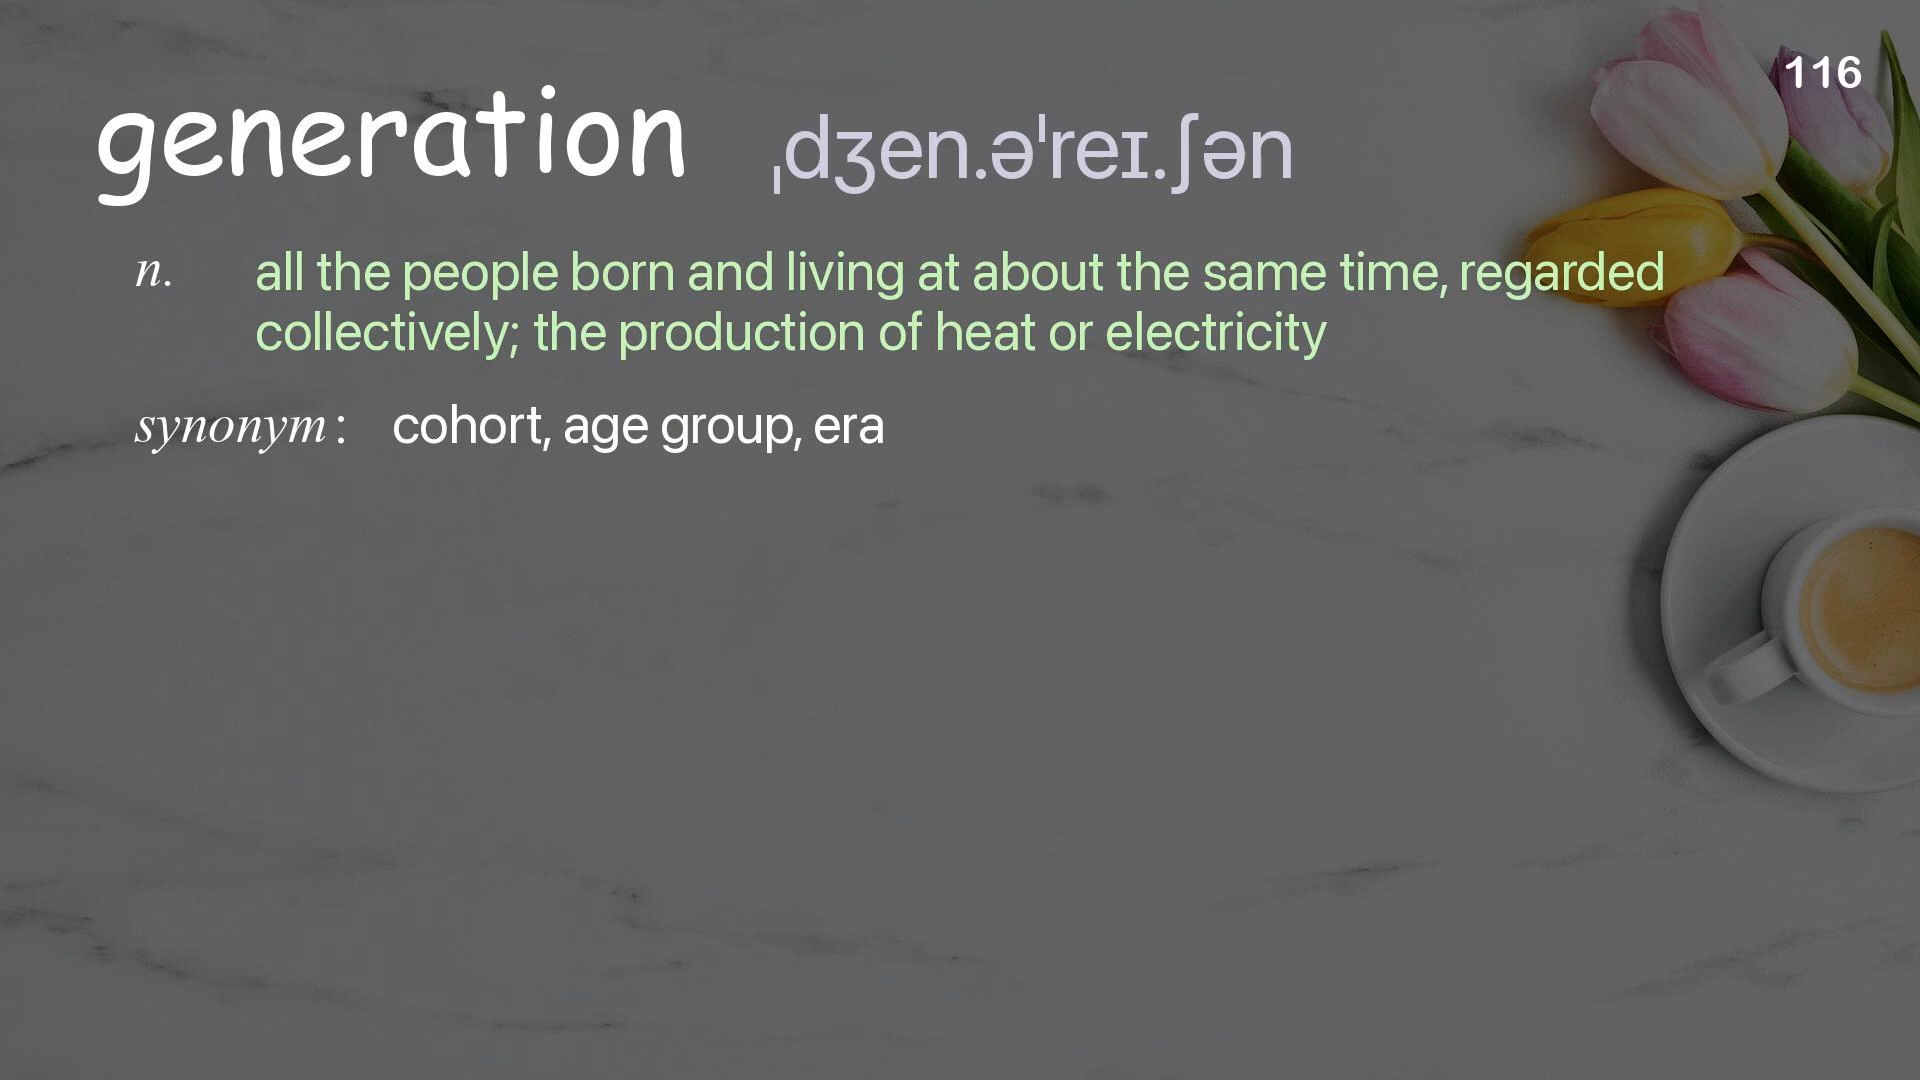 116
generation ˌdʒen.əˈreɪ.ʃən
n. all the people born and living at about the same time, regarded
collectively; the production of heat or electricity
synonym: cohort, age group, era